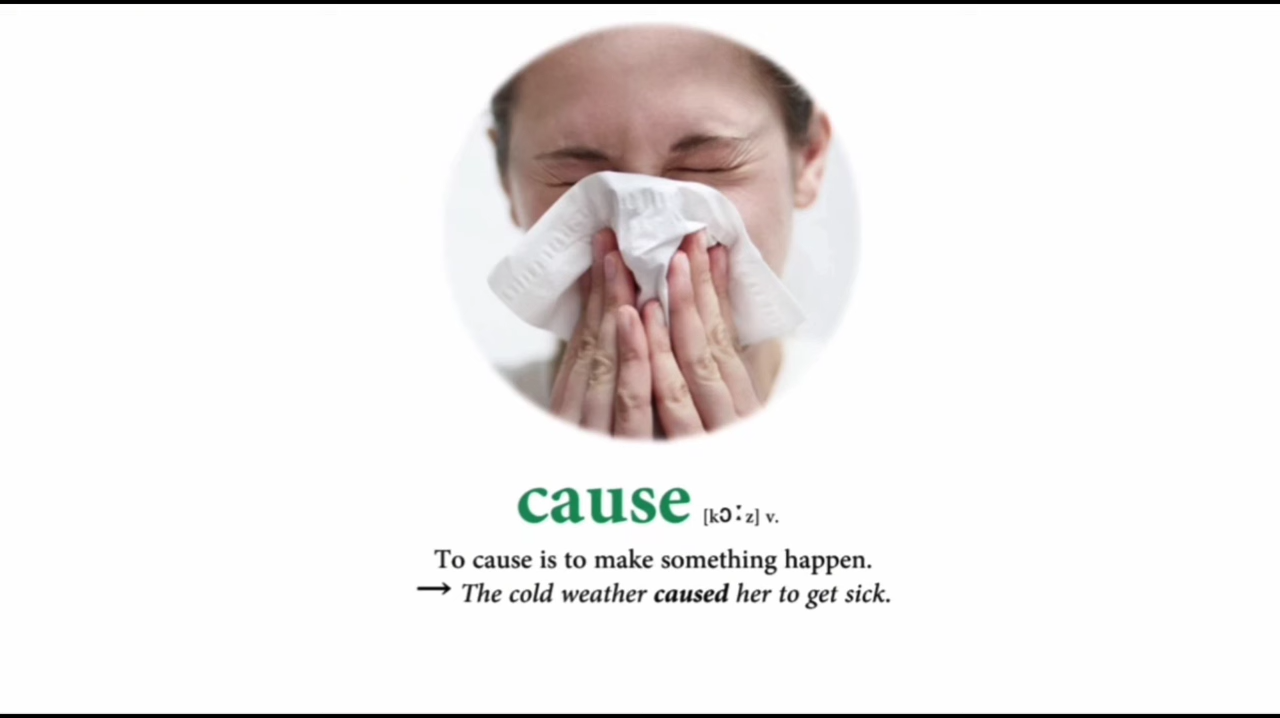 cause [kɔːz] v.
To cause is to make something happen.
→ The cold weather caused her to get sick.